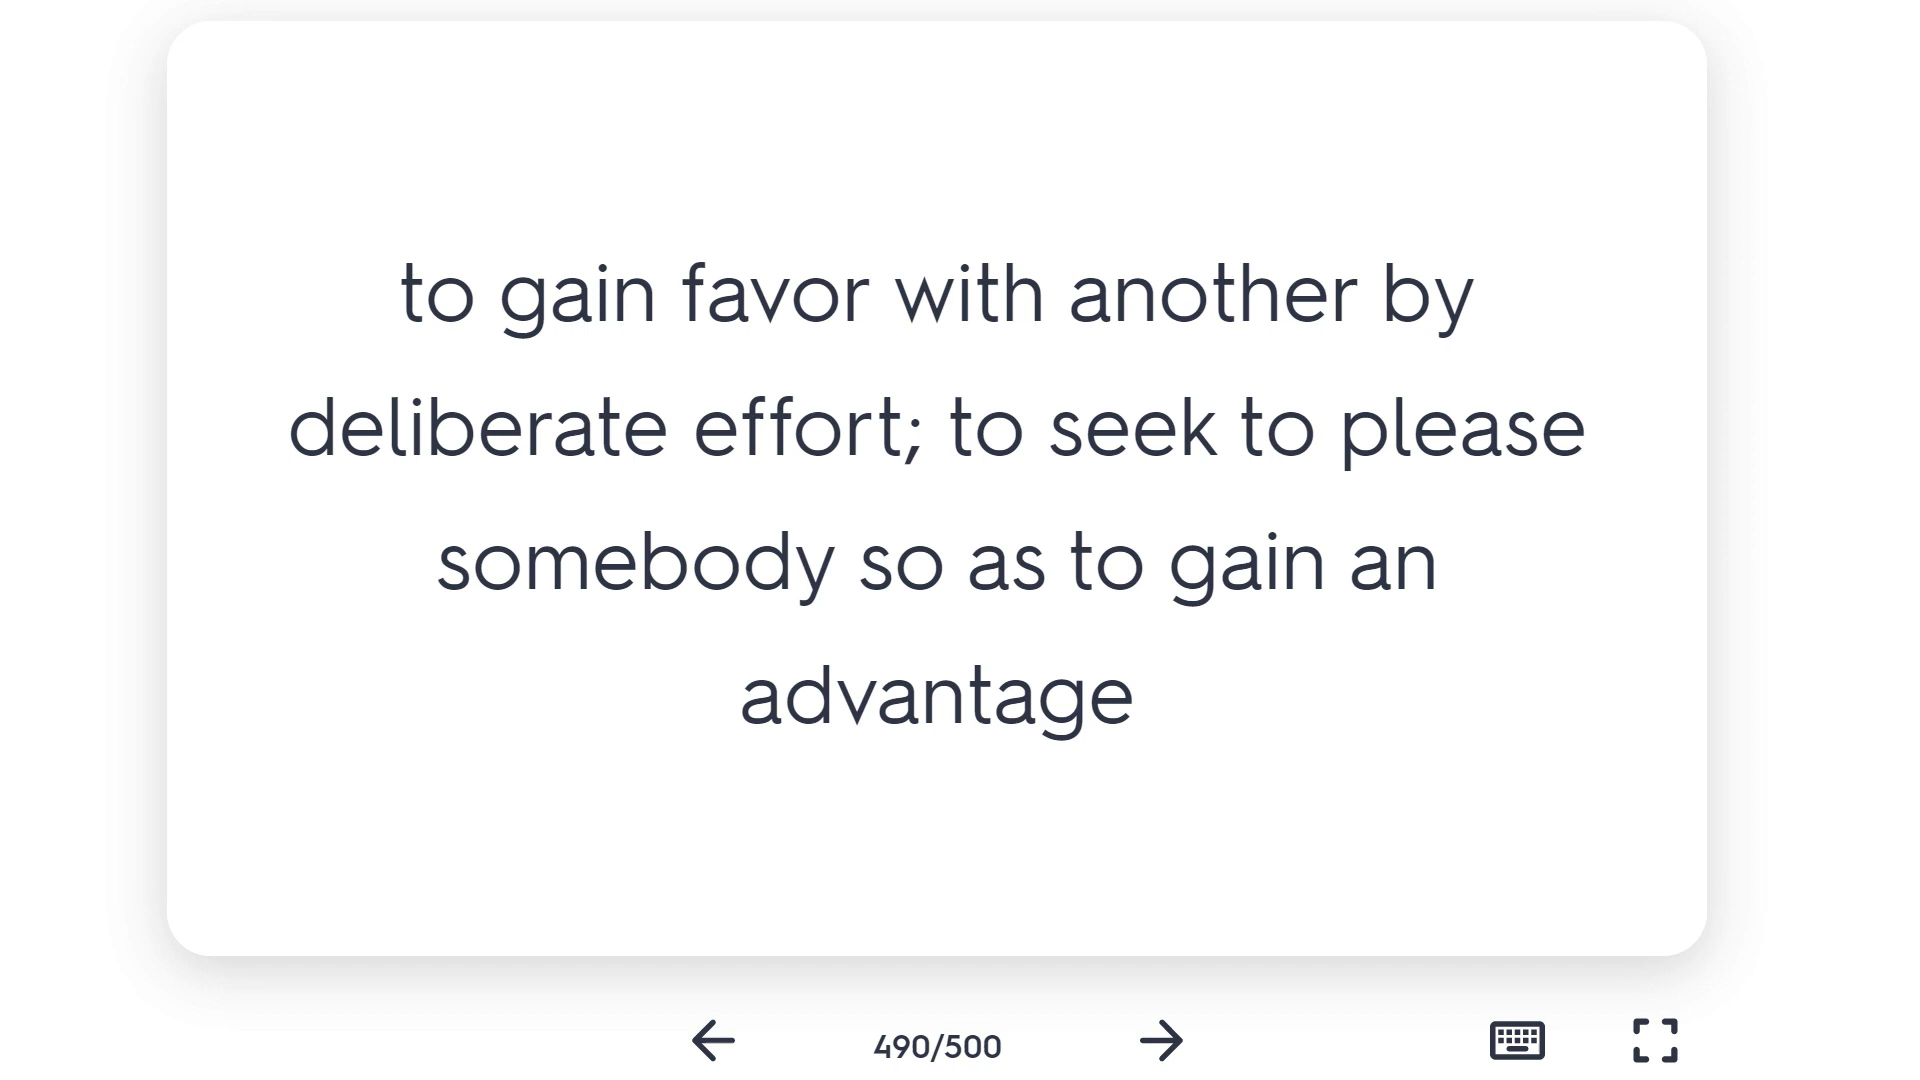 to gain favor with another by
deliberate effort; to seek to please
somebody so as to gain an
advantage
490/500